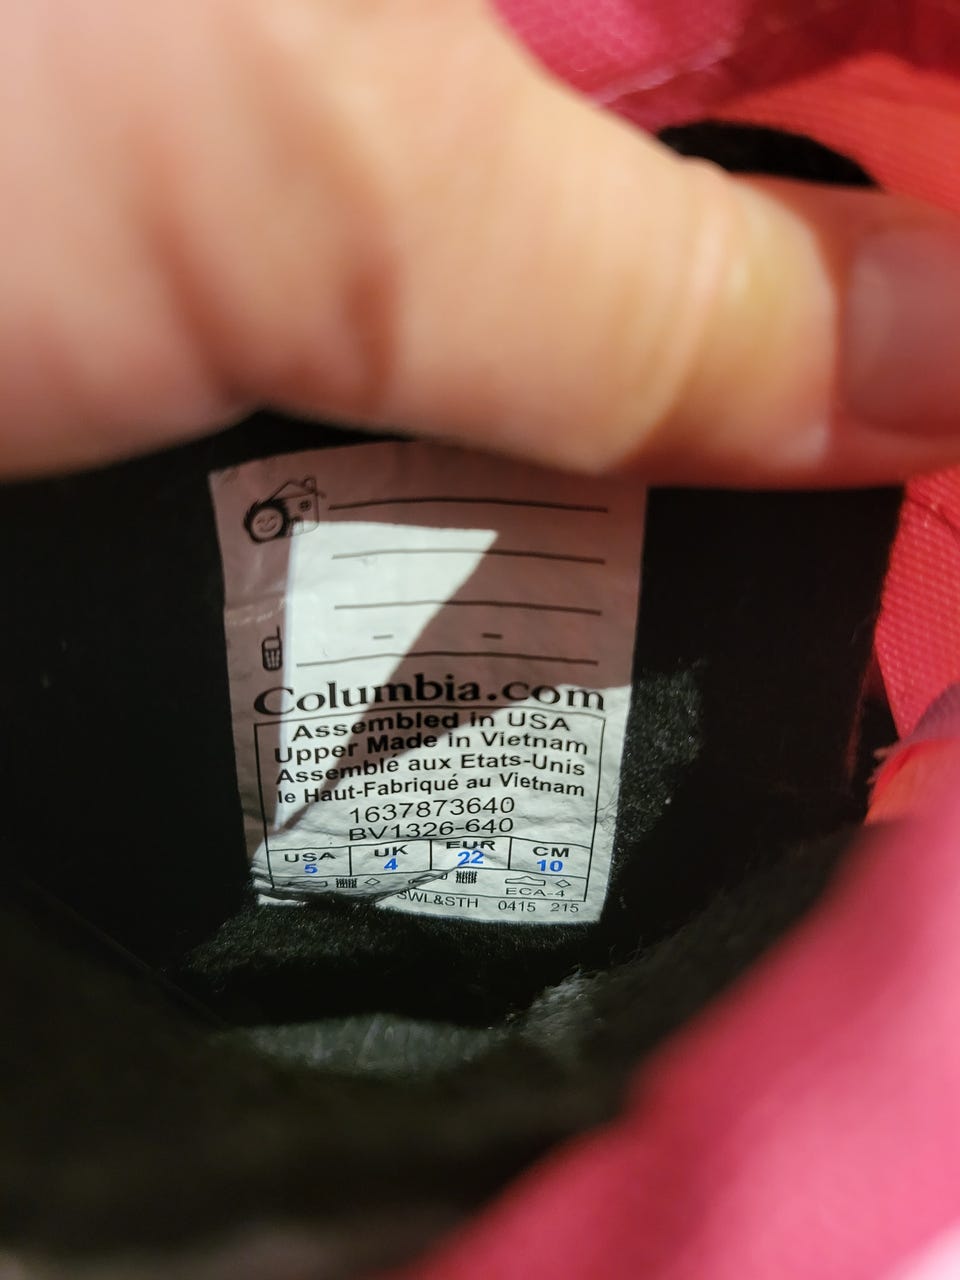 Columbia.com
Assembled in USA
Upper Made in Vietnam
Assemblé aux Etats-Unis
le Haut-Fabriqué au Vietnam
1637873640
BV1326-640
USA UK EUR CM
5 4 22 10
ECA-4
SWL&STH 0415 215